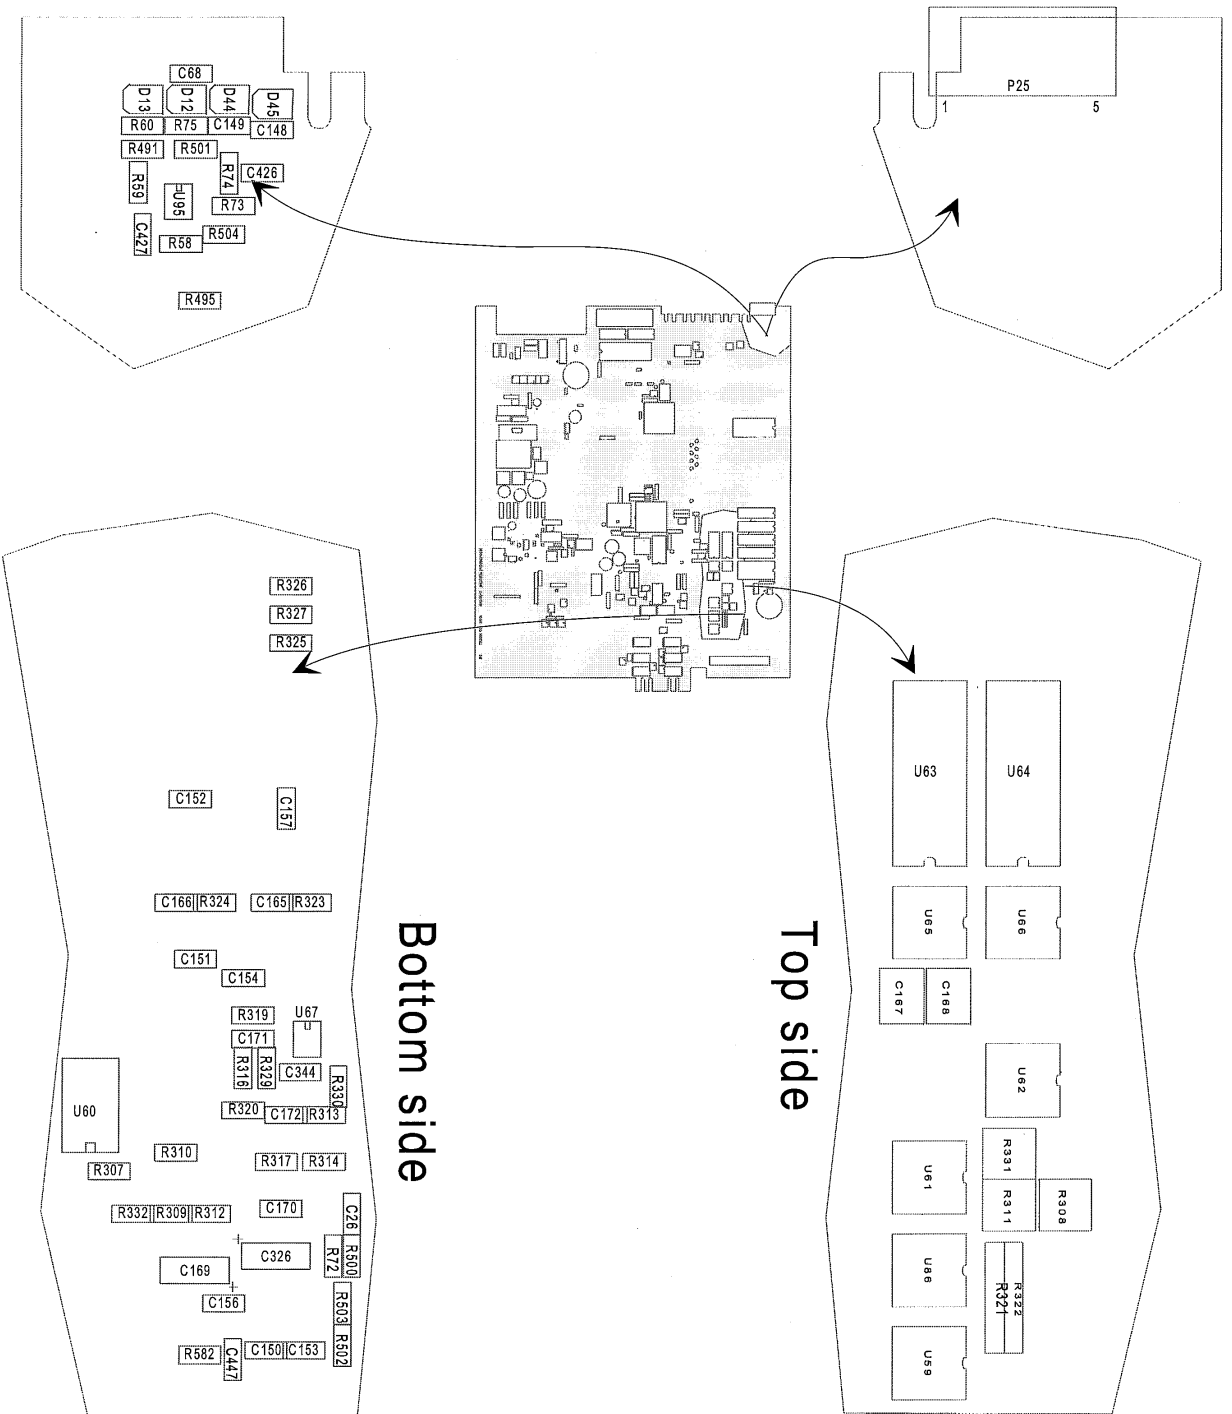 C68
D13 D12 D44 D45
R60 R75 C149 C148
R491 R501
R59 R74 C426
U95 R73
C427 R58 R504
R495
P25
1 5
R326
R327
R325
C152 C157
C166 R324 C165 R323
C151
C154
R319 U67
C171
R316 R329 C344 R330
U60
R320 C172 R313
R310
R307 R317 R314
R332 R309 R312 C170 C26
C169 C326 R72 R500
C156 R503
R582 C447 C150 C153 R502
Bottom side
Top side
U63 U64
U65 U66
C167 C168
U62
U61 R331
R311 R308
U86 R321 R322
U59